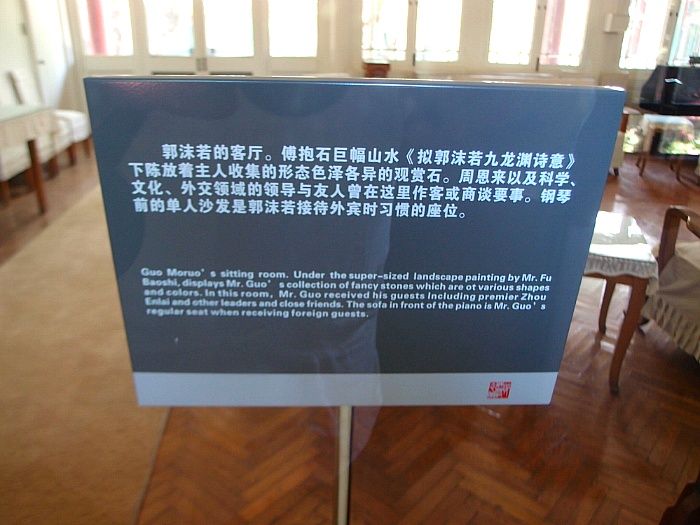 郭沫若的客厅。傅抱石巨幅山水《拟郭沫若九龙渊诗意》
下陈放着主人收集的形态色泽各异的观赏石。周恩来以及科学、
文化、外交领域的领导与友人曾在这里作客或商谈要事。钢琴
前的单人沙发是郭沫若接待外宾时习惯的座位。
Guo Moruo's sitting room. Under the super-sized landscape painting by Mr. Fu
Baoshi, displays Mr. Guo's collection of fancy stones which are ot various shapes
and colors. In this room, Mr. Guo received his guests Including premier Zhou
Enlai and other leaders and close friends. The sofa in front of the piano is Mr. Guo's
regular seat when receiving foreign guests.